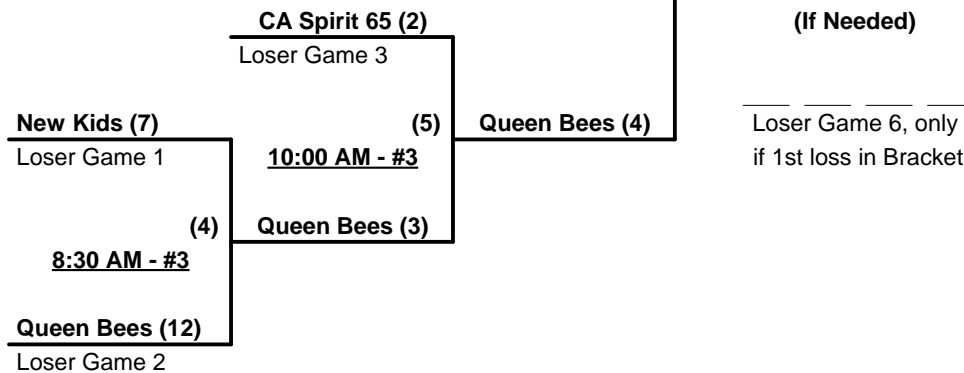 CA Spirit 65 (2)
(If Needed)
Loser Game 3
New Kids (7)
(5)
Queen Bees (4)
Loser Game 6, only
Loser Game 1
10:00 AM - #3
if 1st loss in Bracket
(4)
Queen Bees (3)
8:30 AM - #3
Queen Bees (12)
Loser Game 2